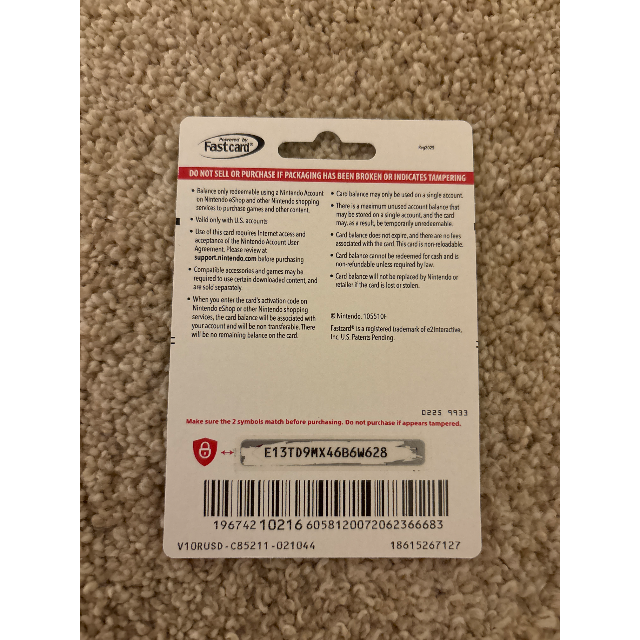 Powered by
Fastcard®
DO NOT SELL OR PURCHASE IF PACKAGING HAS BEEN BROKEN OR INDICATES TAMPERING
• Balance only redeemable using a Nintendo Account
on Nintendo eShop and other Nintendo shopping
services to purchase games and other content.
• Valid only with U.S. accounts
• Use of this card requires Internet access and
acceptance of the Nintendo Account User
Agreement. Please review at
support.nintendo.com before purchasing
• Compatible accessories and games may be
required to use certain downloaded content, and
are sold separately
• When you enter the card's activation code on
Nintendo eShop or other Nintendo shopping
services, the card balance will be associated with
your account and will be non transferable. There
will be no remaining balance on the card.
• Card balance may only be used on a single account.
• There is a maximum unused account balance that
may be stored on a single account, and the card
may, as a result, be temporarily unredeemable.
• Card balance does not expire, and there are no fees
associated with the card. This card is non-reloadable.
• Card balance cannot be redeemed for cash and is
non-refundable unless required by law.
• Card balance will not be replaced by Nintendo or
retailer if the card is lost or stolen.
© Nintendo. 105510F
Fastcard® is a registered trademark of e2interactive,
Inc. U.S. Patents Pending.
0225 9933
Make sure the 2 symbols match before purchasing. Do not purchase if appears tampered.
E13TD9MX46B6W628
196742 10216 6058120072062366683
V10RUSD-C85211-021044
18615267127